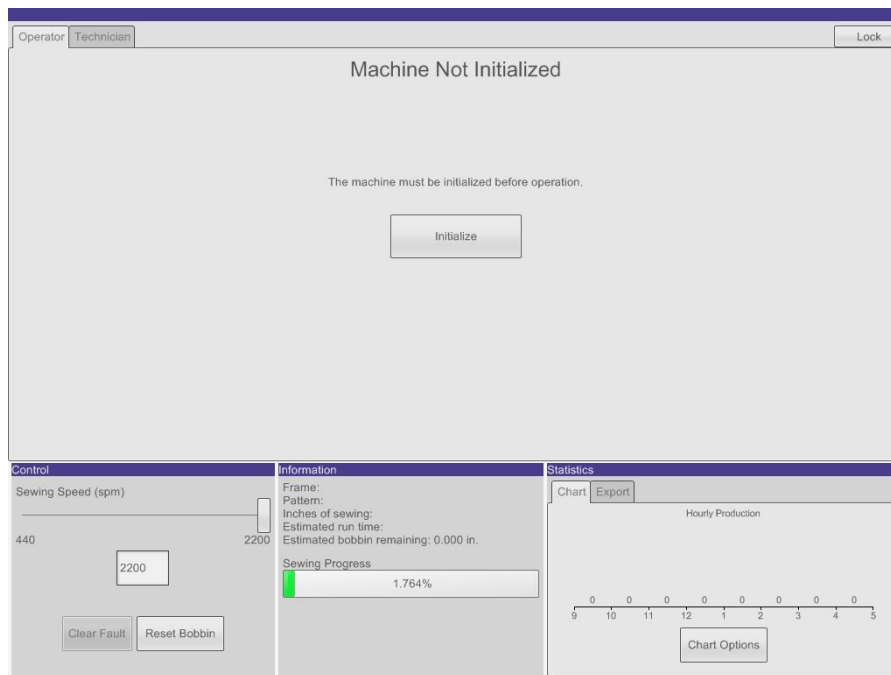 Operator Technician Lock
Machine Not Initialized
The machine must be initialized before operation.
Initialize
Control
Sewing Speed (spm)
440 2200
2200
Clear Fault Reset Bobbin
Information
Frame:
Pattern:
Inches of sewing:
Estimated run time:
Estimated bobbin remaining: 0.000 in.
Sewing Progress
1.764%
Statistics
Chart Export
Hourly Production
0 0 0 0 0 0 0 0
9 10 11 12 1 2 3 4 5
Chart Options